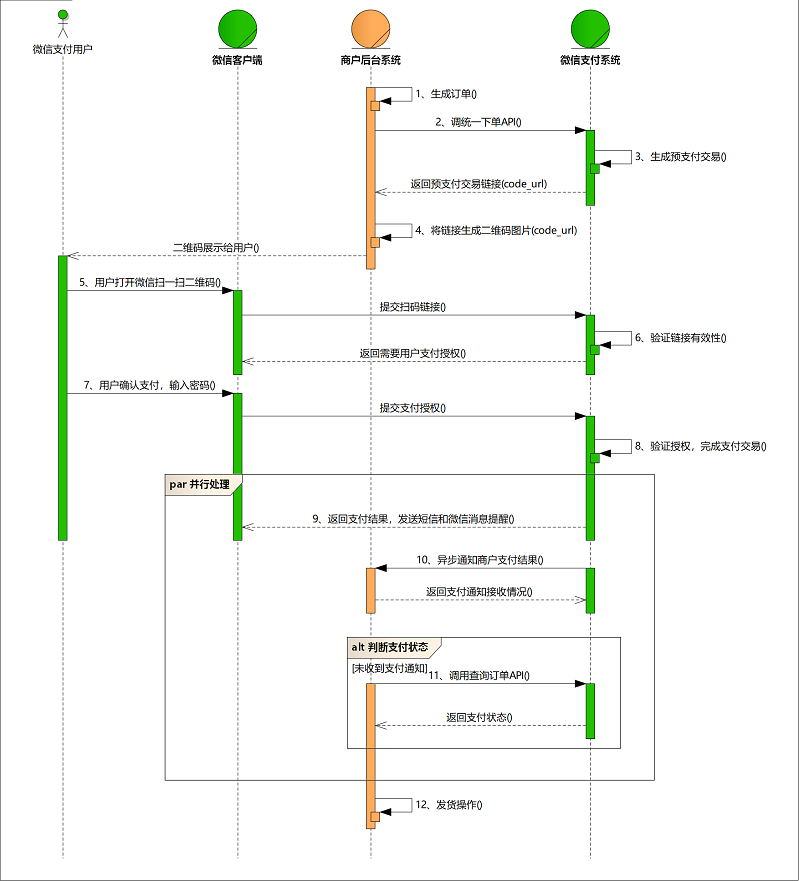 微信支付用户
微信客户端
商户后台系统
微信支付系统
1、生成订单()
2、调统一下单API()
3、生成预支付交易()
返回预支付交易链接(code_url)
4、将链接生成二维码图片(code_url)
二维码展示给用户()
5、用户打开微信扫一扫二维码()
提交扫码链接()
6、验证链接有效性()
返回需要用户支付授权()
7、用户确认支付，输入密码()
提交支付授权()
8、验证授权，完成支付交易()
par 并行处理
9、返回支付结果，发送短信和微信消息提醒()
10、异步通知商户支付结果()
返回支付通知接收情况()
alt 判断支付状态
[未收到支付通知]
11、调用查询订单API()
返回支付状态()
12、发货操作()